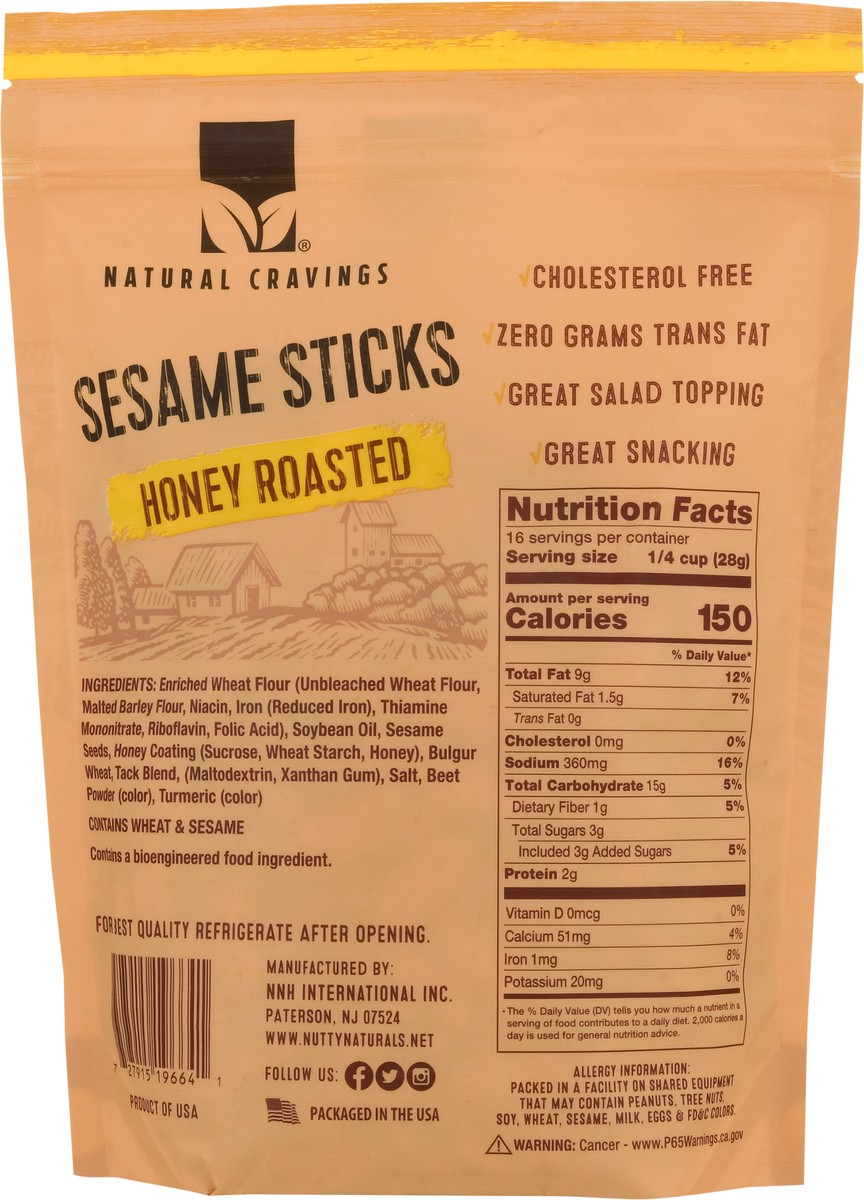 ®
NATURAL CRAVINGS
SESAME STICKS
HONEY ROASTED
√CHOLESTEROL FREE
√ZERO GRAMS TRANS FAT
√GREAT SALAD TOPPING
√GREAT SNACKING
INGREDIENTS: Enriched Wheat Flour (Unbleached Wheat Flour,
Malted Barley Flour, Niacin, Iron (Reduced Iron), Thiamine
Mononitrate, Riboflavin, Folic Acid), Soybean Oil, Sesame
Seeds, Honey Coating (Sucrose, Wheat Starch, Honey), Bulgur
Wheat, Tack Blend, (Maltodextrin, Xanthan Gum), Salt, Beet
Powder (color), Turmeric (color)
CONTAINS WHEAT & SESAME
Contains a bioengineered food ingredient.
FOR BEST QUALITY REFRIGERATE AFTER OPENING.
7 27915 19664 1
PRODUCT OF USA
MANUFACTURED BY:
NNH INTERNATIONAL INC.
PATERSON, NJ 07524
WWW.NUTTYNATURALS.NET
FOLLOW US:
PACKAGED IN THE USA
Nutrition Facts
16 servings per container
Serving size 1/4 cup (28g)
Amount per serving
Calories 150
% Daily Value*
Total Fat 9g 12%
Saturated Fat 1.5g 7%
Trans Fat 0g
Cholesterol 0mg 0%
Sodium 360mg 16%
Total Carbohydrate 15g 5%
Dietary Fiber 1g 5%
Total Sugars 3g
Included 3g Added Sugars 5%
Protein 2g
Vitamin D 0mcg 0%
Calcium 51mg 4%
Iron 1mg 8%
Potassium 20mg 0%
*The % Daily Value (DV) tells you how much a nutrient in a
serving of food contributes to a daily diet. 2,000 calories a
day is used for general nutrition advice.
ALLERGY INFORMATION:
PACKED IN A FACILITY ON SHARED EQUIPMENT
THAT MAY CONTAIN PEANUTS, TREE NUTS,
SOY, WHEAT, SESAME, MILK, EGGS & FD&C COLORS.
WARNING: Cancer - www.P65Warnings.ca.gov